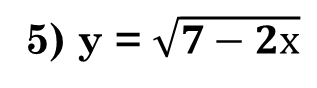 5) y = √7 − 2x